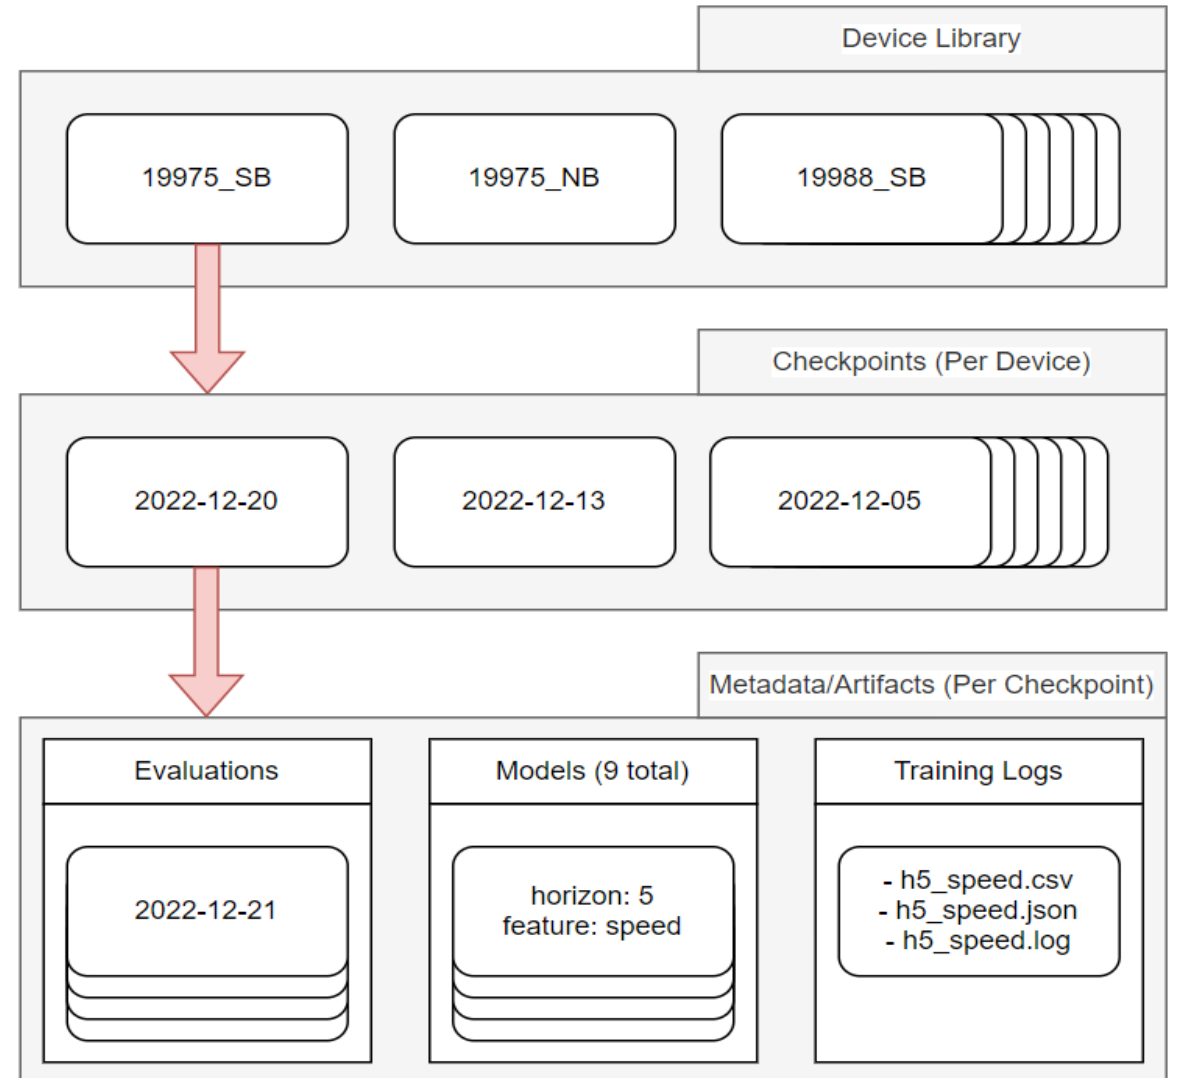 Device Library
19975_SB
19975_NB
19988_SB
Checkpoints (Per Device)
2022-12-20
2022-12-13
2022-12-05
Metadata/Artifacts (Per Checkpoint)
Evaluations
2022-12-21
Models (9 total)
horizon: 5
feature: speed
Training Logs
- h5_speed.csv
- h5_speed.json
- h5_speed.log